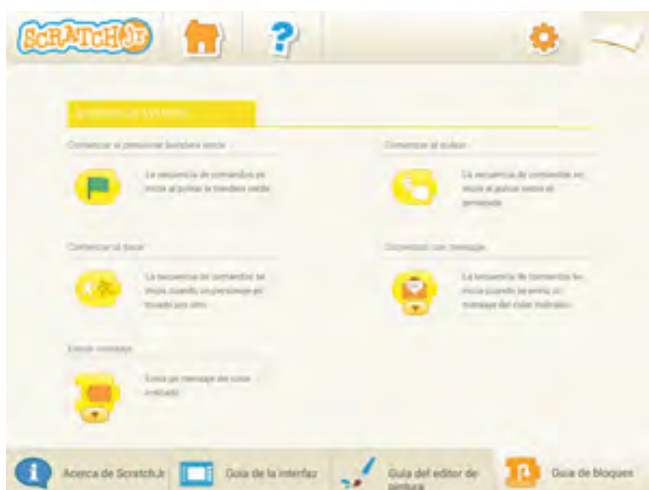 SCRATCHJr
?
Comenzar al presionar bandera verde
La secuencia de comandos se
inicia al pulsar la bandera verde
Comenzar al pulsar
La secuencia de comandos se
inicia al pulsar sobre el
personaje
Comenzar al tocar
La secuencia de comandos se
inicia cuando un personaje es
tocado por otro
Comenzar con mensaje
La secuencia de comandos se
inicia cuando se envía un
mensaje del color indicado
Enviar mensaje
Envía un mensaje del color
indicado
i
Acerca de ScratchJr
Guía de la interfaz
Guía del editor de
pintura
Guía de bloques